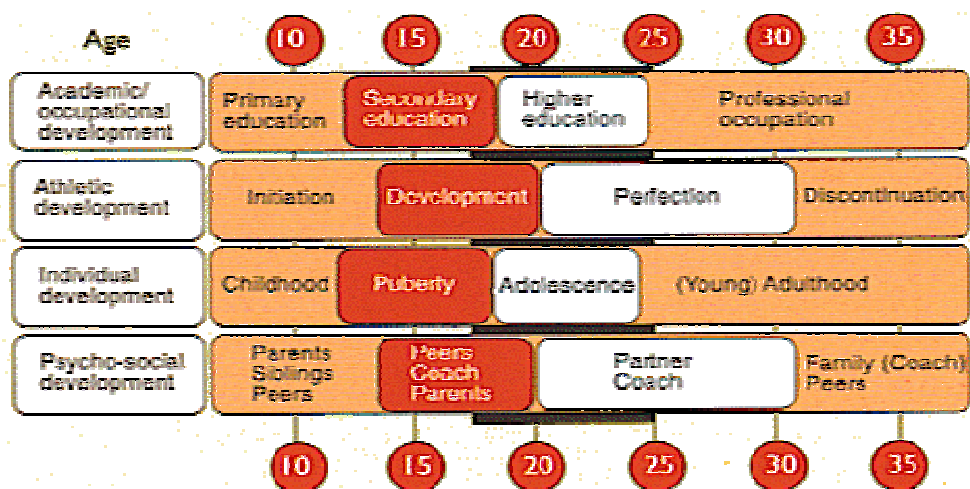 Age
10
15
20
25
30
35
Academic/
occupational
development
Primary
education
Secondary
education
Higher
education
Professional
occupation
Athletic
development
Initiation
Development
Perfection
Discontinuation
Individual
development
Childhood
Puberty
Adolescence
(Young) Adulthood
Psycho-social
development
Parents
Siblings
Peers
Peers
Coach
Parents
Partner
Coach
Family (Coach)
Peers
10
15
20
25
30
35